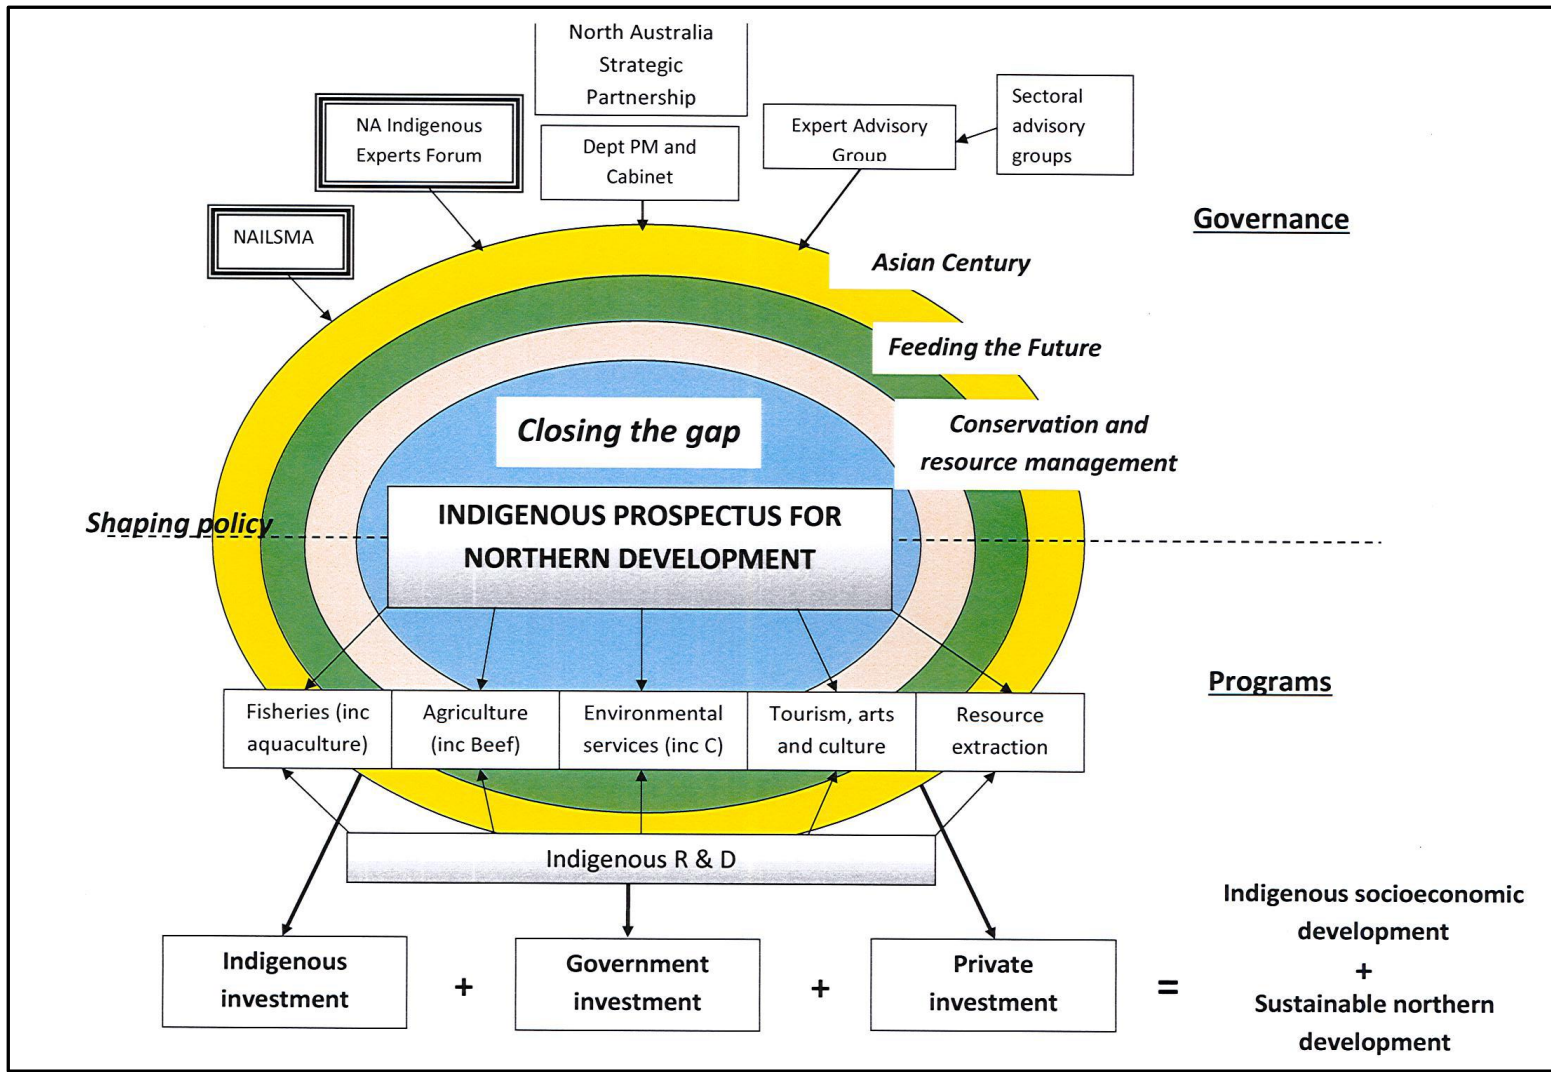 North Australia
Strategic
Partnership
NA Indigenous
Experts Forum
Dept PM and
Cabinet
Expert Advisory
Group
Sectoral
advisory
groups
NAILSMA
Governance
Asian Century
Feeding the Future
Conservation and
resource management
Closing the gap
Shaping policy
INDIGENOUS PROSPECTUS FOR
NORTHERN DEVELOPMENT
Programs
Fisheries (inc
aquaculture)
Agriculture
(inc Beef)
Environmental
services (inc C)
Tourism, arts
and culture
Resource
extraction
Indigenous R & D
Indigenous
investment
+
Government
investment
+
Private
investment
=
Indigenous socioeconomic
development
+
Sustainable northern
development